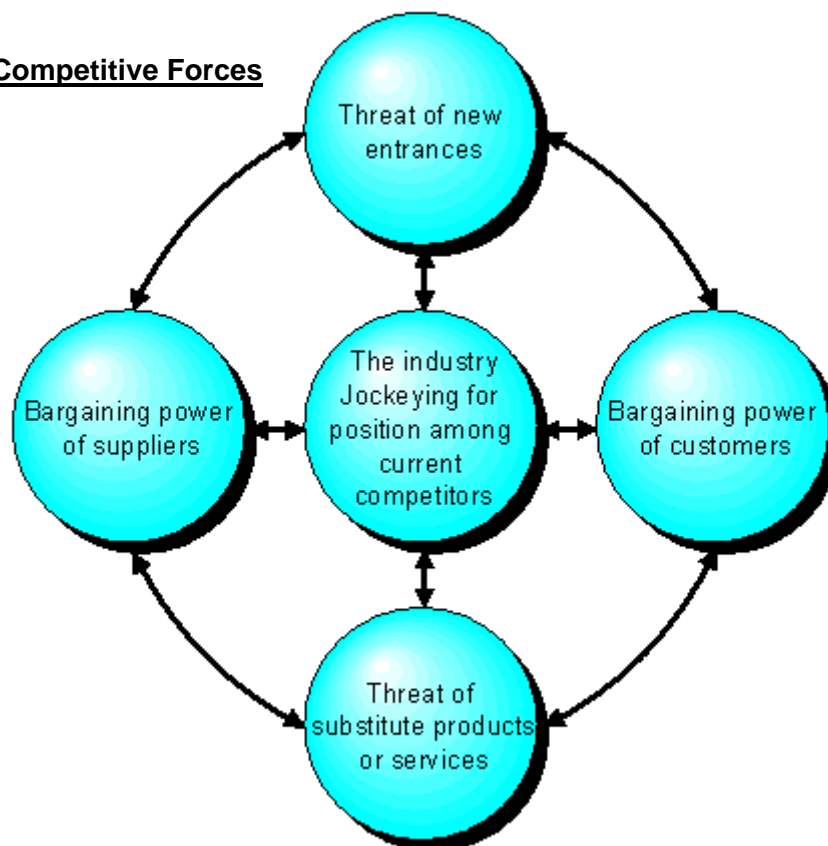 Competitive Forces
Threat of new
entrances
The industry
Jockeying for
position among
current
competitors
Bargaining power
of suppliers
Bargaining power
of customers
Threat of
substitute products
or services